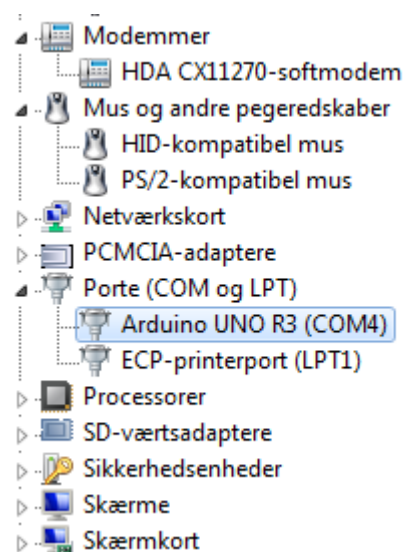 Modemmer
HDA CX11270-softmodem
Mus og andre pegeredskaber
HID-kompatibel mus
PS/2-kompatibel mus
Netværkskort
PCMCIA-adaptere
Porte (COM og LPT)
Arduino UNO R3 (COM4)
ECP-printerport (LPT1)
Processorer
SD-værtsadaptere
Sikkerhedsenheder
Skærme
Skærmkort